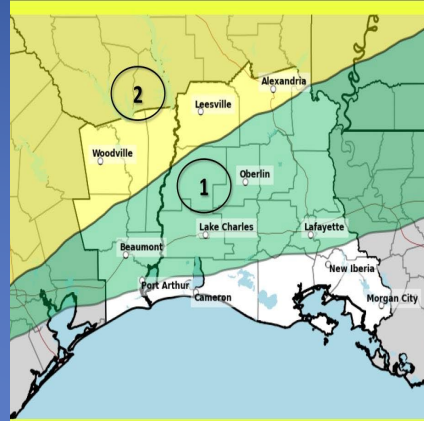 2
Alexandria
Leesville
Woodville
1
Oberlin
Lake Charles
Lafayette
Beaumont
New Iberia
Port Arthur
Cameron
Morgan City